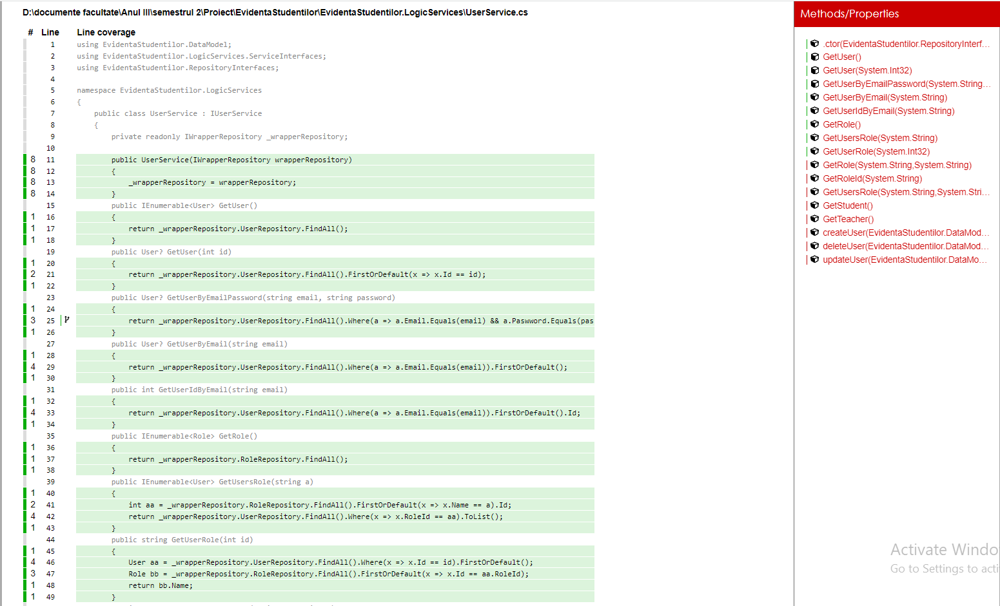 D:\documente facultate\Anul III\semestrul 2\Proiect\EvidentaStudentilor\EvidentaStudentilor.LogicServices\UserService.cs
# Line Line coverage
1 using EvidentaStudentilor.DataModel;
2 using EvidentaStudentilor.LogicServices.ServiceInterfaces;
3 using EvidentaStudentilor.RepositoryInterfaces;
4
5 namespace EvidentaStudentilor.LogicServices
6 {
7 public class UserService : IUserService
8 {
9 private readonly IWrapperRepository _wrapperRepository;
10
8 11 public UserService(IWrapperRepository wrapperRepository)
8 12 {
8 13 _wrapperRepository = wrapperRepository;
8 14 }
15 public IEnumerable<User> GetUser()
1 16 {
1 17 return _wrapperRepository.UserRepository.FindAll();
1 18 }
19 public User? GetUser(int id)
1 20 {
2 21 return _wrapperRepository.UserRepository.FindAll().FirstOrDefault(x => x.Id == id);
1 22 }
23 public User? GetUserByEmailPassword(string email, string password)
1 24 {
3 25 return _wrapperRepository.UserRepository.FindAll().Where(a => a.Email.Equals(email) && a.Paswword.Equals(pas
1 26 }
27 public User? GetUserByEmail(string email)
1 28 {
4 29 return _wrapperRepository.UserRepository.FindAll().Where(a => a.Email.Equals(email)).FirstOrDefault();
1 30 }
31 public int GetUserIdByEmail(string email)
1 32 {
4 33 return _wrapperRepository.UserRepository.FindAll().Where(a => a.Email.Equals(email)).FirstOrDefault().Id;
1 34 }
35 public IEnumerable<Role> GetRole()
1 36 {
1 37 return _wrapperRepository.RoleRepository.FindAll();
1 38 }
39 public IEnumerable<User> GetUsersRole(string a)
1 40 {
2 41 int aa = _wrapperRepository.RoleRepository.FindAll().FirstOrDefault(x => x.Name == a).Id;
4 42 return _wrapperRepository.UserRepository.FindAll().Where(x => x.RoleId == aa).ToList();
1 43 }
44 public string GetUserRole(int id)
1 45 {
4 46 User aa = _wrapperRepository.UserRepository.FindAll().Where(x => x.Id == id).FirstOrDefault();
3 47 Role bb = _wrapperRepository.RoleRepository.FindAll().FirstOrDefault(x => x.Id == aa.RoleId);
1 48 return bb.Name;
1 49 }
Methods/Properties
.ctor(EvidentaStudentilor.RepositoryInterf...
GetUser()
GetUser(System.Int32)
GetUserByEmailPassword(System.String...
GetUserByEmail(System.String)
GetUserIdByEmail(System.String)
GetRole()
GetUsersRole(System.String)
GetUserRole(System.Int32)
GetRole(System.String,System.String)
GetRoleId(System.String)
GetUsersRole(System.String,System.Stri...
GetStudent()
GetTeacher()
createUser(EvidentaStudentilor.DataMod...
deleteUser(EvidentaStudentilor.DataMod...
updateUser(EvidentaStudentilor.DataMo...
Activate Windo
Go to Settings to acti